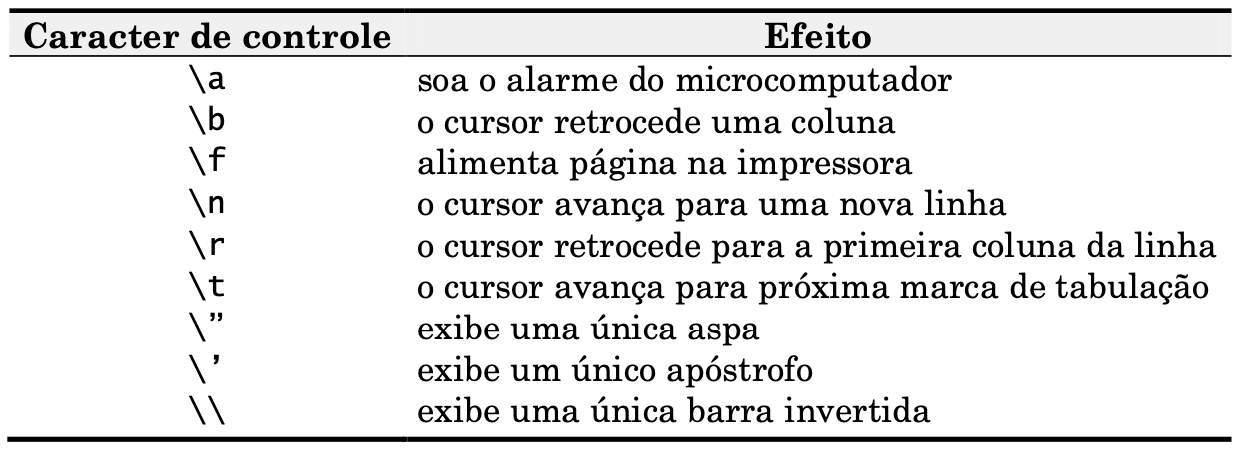 Caracter de controle Efeito
\a soa o alarme do microcomputador
\b o cursor retrocede uma coluna
\f alimenta página na impressora
\n o cursor avança para uma nova linha
\r o cursor retrocede para a primeira coluna da linha
\t o cursor avança para próxima marca de tabulação
\” exibe uma única aspa
\’ exibe um único apóstrofo
\\ exibe uma única barra invertida